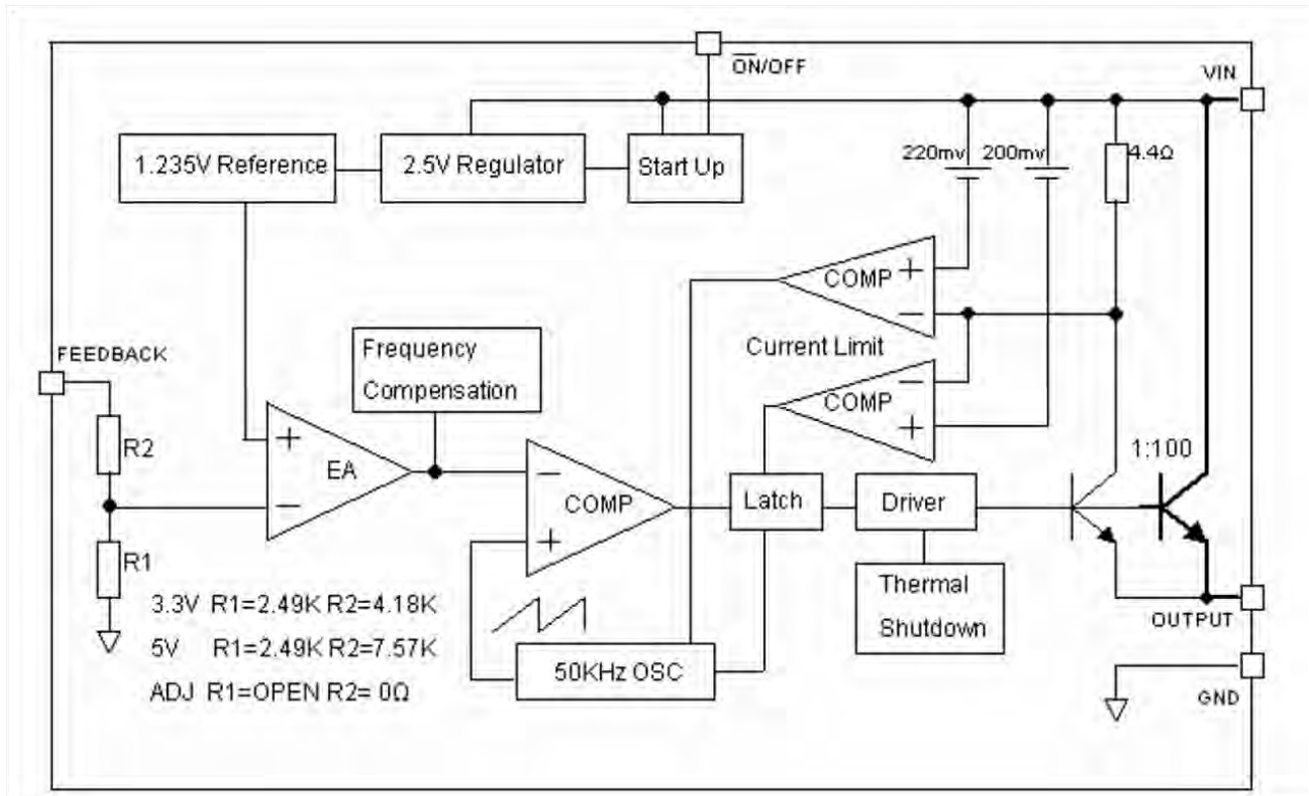 ON/OFF
VIN
1.235V Reference
2.5V Regulator
Start Up
220mv
200mv
4.4Ω
+
COMP
−
Current Limit
FEEDBACK
Frequency
Compensation
−
COMP
+
R2
+
EA
−
1:100
−
COMP
+
Latch
Driver
R1
Thermal
Shutdown
3.3V R1=2.49K R2=4.18K
5V R1=2.49K R2=7.57K
ADJ R1=OPEN R2= 0Ω
50KHz OSC
OUTPUT
GND